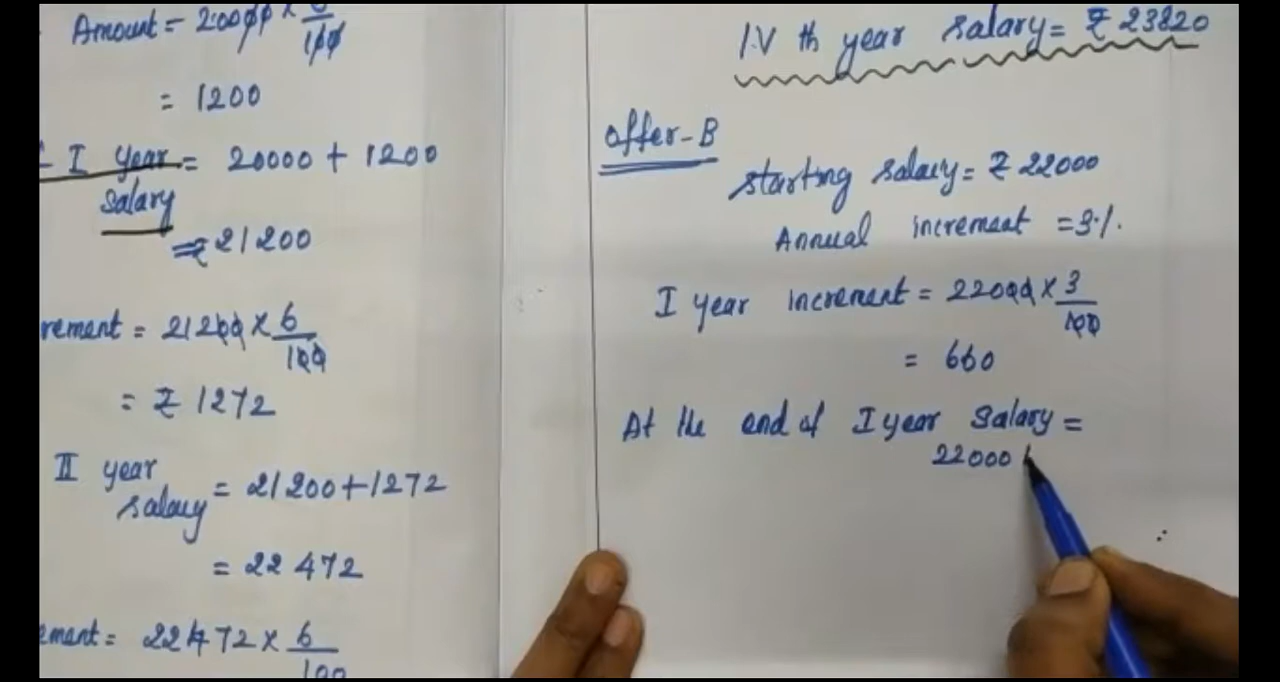 Amount = 20000 ×
100
= 1200
I year = 20000 + 1200
salary
= ₹ 21200
rement = 21200 × 6
100
= ₹ 1272
II year
salary = 21200 + 1272
= 22472
ement = 22472 × 6
100
I.V th year salary = ₹ 23820
offer-B
starting salary = ₹ 22000
Annual increment = 3%.
I year increment = 22000 × 3
100
= 660
At the end of I year Salary =
22000